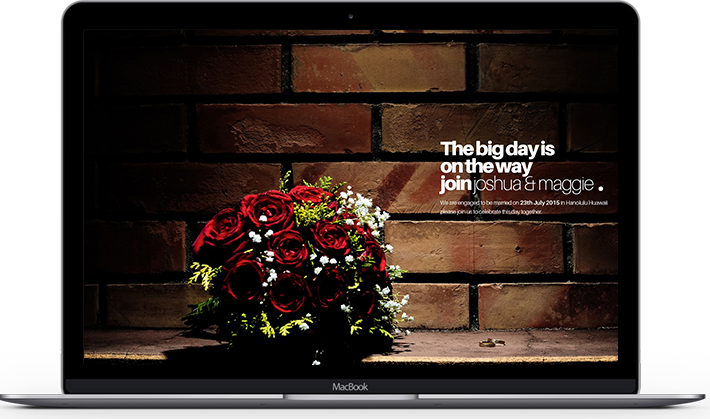 The big day is
on the way
join joshua & maggie .
We are engaged to be married on 23th July 2015 in Hanolulu Huawaii
please join us to celebrate this day together.
MacBook